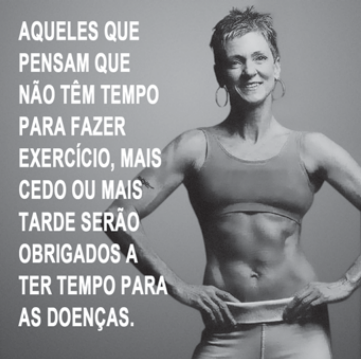 AQUELES QUE
PENSAM QUE
NÃO TÊM TEMPO
PARA FAZER
EXERCÍCIO, MAIS
CEDO OU MAIS
TARDE SERÃO
OBRIGADOS A
TER TEMPO PARA
AS DOENÇAS.